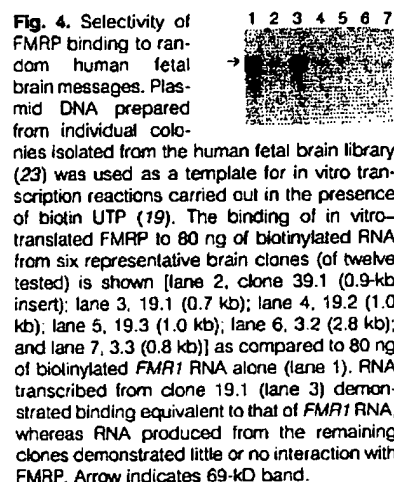 Fig. 4. Selectivity of
FMRP binding to ran-
dom human fetal
brain messages. Plas-
mid DNA prepared
from individual colo-
1 2 3 4 5 6 7
nies isolated from the human fetal brain library
(23) was used as a template for in vitro tran-
scription reactions carried out in the presence
of biotin UTP (19). The binding of in vitro–
translated FMRP to 80 ng of biotinylated RNA
from six representative brain clones (of twelve
tested) is shown [lane 2, clone 39.1 (0.9-kb
insert); lane 3, 19.1 (0.7 kb); lane 4, 19.2 (1.0
kb); lane 5, 19.3 (1.0 kb); lane 6, 3.2 (2.8 kb);
and lane 7, 3.3 (0.8 kb)] as compared to 80 ng
of biotinylated FMR1 RNA alone (lane 1). RNA
transcribed from clone 19.1 (lane 3) demon-
strated binding equivalent to that of FMR1 RNA,
whereas RNA produced from the remaining
clones demonstrated little or no interaction with
FMRP. Arrow indicates 69-kD band.